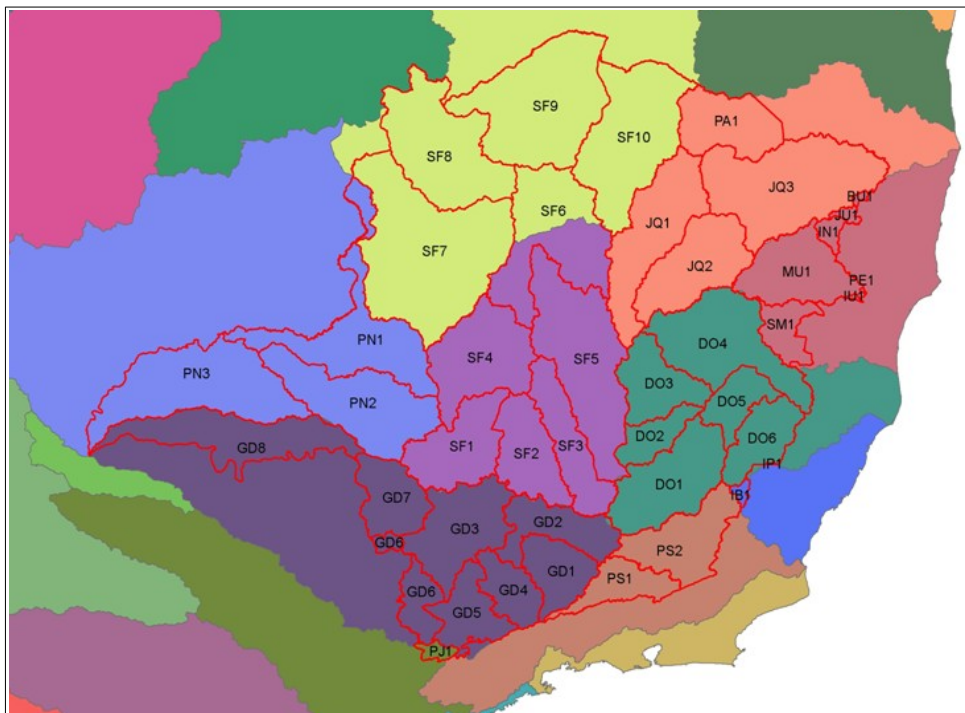 SF9
PA1
SF10
SF8
JQ3
BU1
SF6
JU1
JQ1
IN1
SF7
JQ2
MU1
PE1
IU1
SM1
PN1
DO4
SF4
SF5
PN3
DO3
PN2
DO5
DO2
DO6
SF1
SF3
GD8
SF2
IP1
DO1
IB1
GD7
GD3
GD2
GD6
PS2
GD1
PS1
GD6
GD4
GD5
PJ1